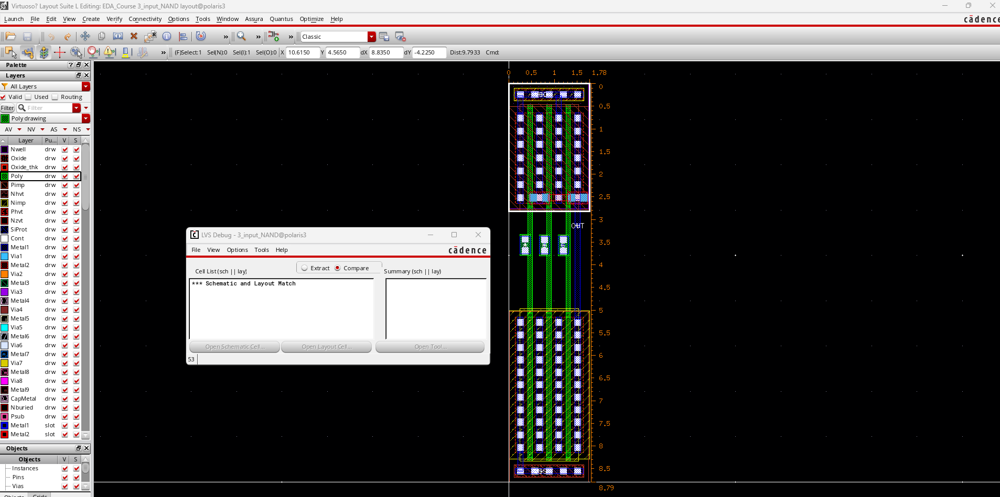 Virtuoso? Layout Suite L Editing: EDA_Course 3_input_NAND layout@polaris3
Launch File Edit View Create Verify Connectivity Options Tools Window Assura Quantus Optimize Help
cādence
» » » Classic
» (F)Select:1 Sel(N):0 Sel(I):1 Sel(O):0 X 10.6150 Y 4.5650 dX 8.8350 dY -4.2250 Dist:9.7933 Cmd:
Palette ?
Layers
All Layers
Valid Used Routing
Filter Filter
Poly drawing
AV NV AS NS
Layer Pu... V S
Nwell drw
Oxide drw
Oxide_thk drw
Poly drw
Pimp drw
Nhvt drw
Nimp drw
Phvt drw
Nzvt drw
SiProt drw
Cont drw
Metal1 drw
Via1 drw
Metal2 drw
Via2 drw
Metal3 drw
Via3 drw
Metal4 drw
Via4 drw
Metal5 drw
Via5 drw
Metal6 drw
Via6 drw
Metal7 drw
Via7 drw
Metal8 drw
Via8 drw
Metal9 drw
CapMetal drw
Nburied drw
Psub drw
Metal1 slot
Metal2 slot
Objects
Objects V S
Instances
Pins
Vias
Objects Grids
0 0.5 1 1.5 1.78
0
0.5
1
1.5
2
2.5
3
OUT
3.5
4
4.5
5
5.5
6
6.5
7
7.5
8
8.5
8.79
LVS Debug - 3_input_NAND@polaris3
File View Options Tools Help
cādence
Extract Compare
Cell List (sch || lay) Summary (sch || lay)
*** Schematic and Layout Match
Open Schematic Cell... Open Layout Cell... Open Tool...
53